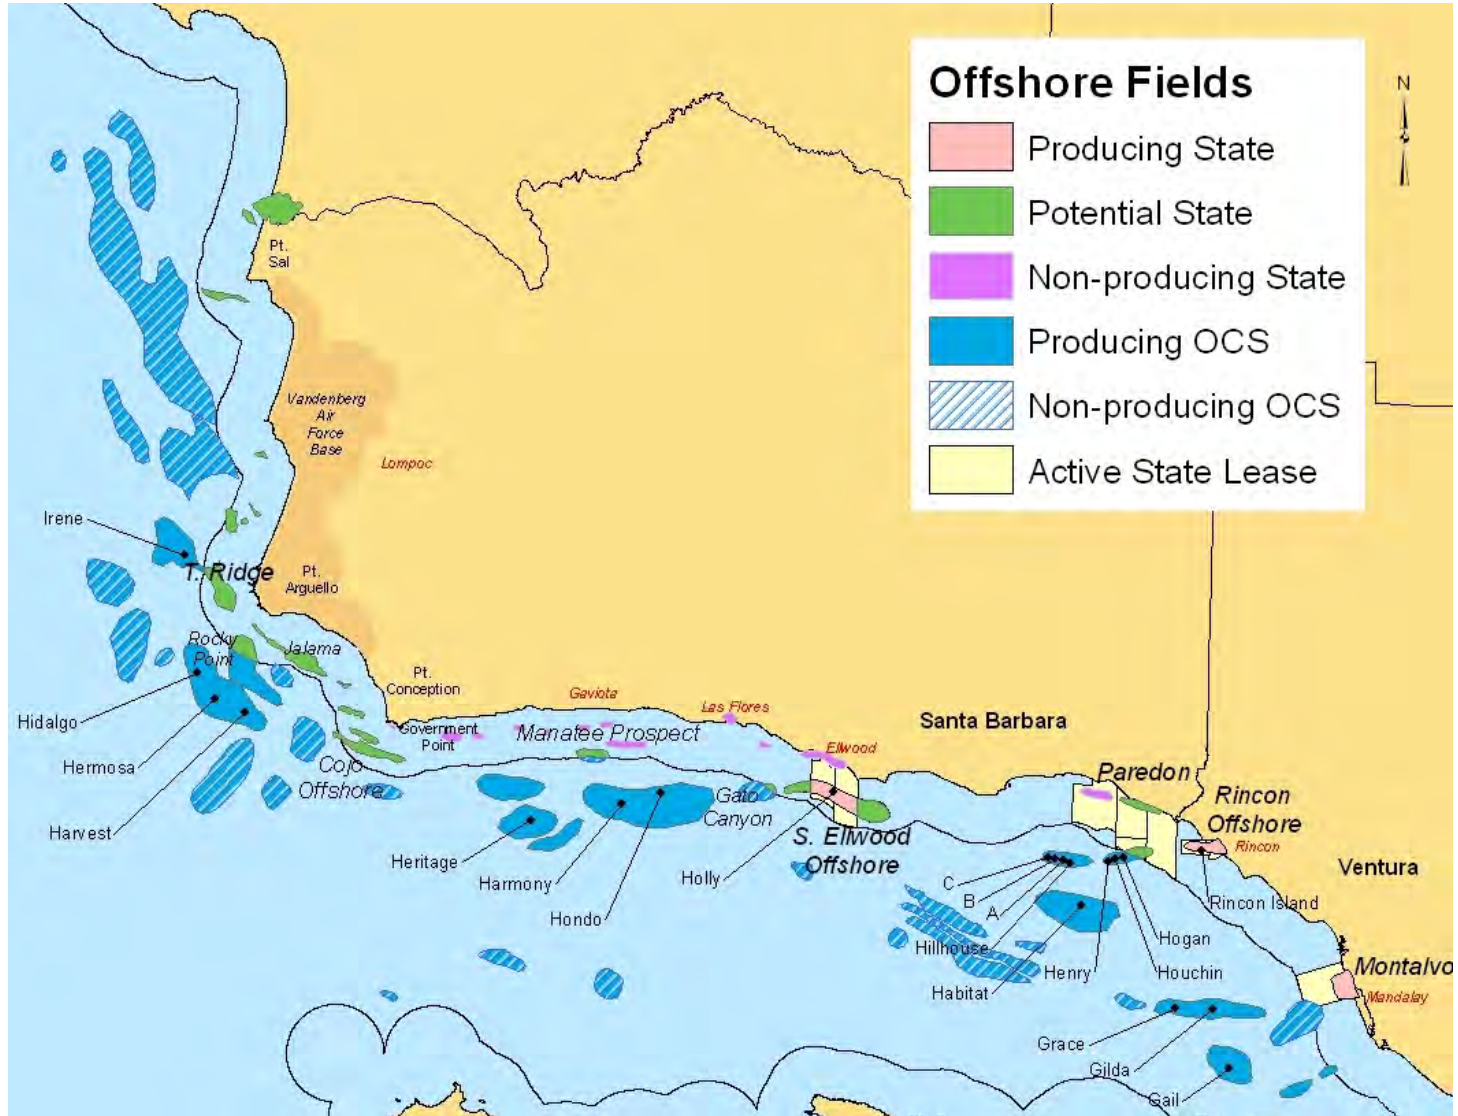 Offshore Fields
N
Producing State
Potential State
Non-producing State
Producing OCS
Non-producing OCS
Active State Lease
Pt.
Sal
Vandenberg
Air
Force
Base
Lompoc
Irene
T. Ridge
Pt.
Arguello
Rocky
Point
Jalama
Pt.
Conception
Gaviota
Las Flores
Hidalgo
Government
Point
Manatee Prospect
Ellwood
Santa Barbara
Hermosa
Cojo
Offshore
Paredon
Gato
Canyon
Rincon
Offshore
Harvest
S. Ellwood
Offshore
Rincon
Heritage
Harmony
Holly
Ventura
C
B
A
Hondo
Rincon Island
Hillhouse
Hogan
Habitat
Henry
Houchin
Montalvo
Mandalay
Grace
Gilda
Gail